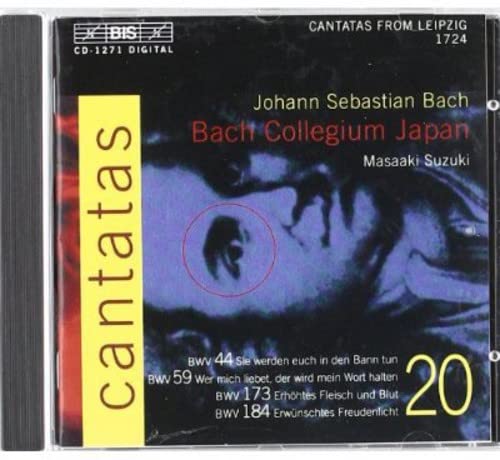 BIS
CD-1271 DIGITAL
CANTATAS FROM LEIPZIG
1724
Johann Sebastian Bach
Bach Collegium Japan
Masaaki Suzuki
cantatas
BWV 44 Sie werden euch in den Bann tun
BWV 59 Wer mich liebet, der wird mein Wort halten
BWV 173 Erhöhtes Fleisch und Blut
BWV 184 Erwünschtes Freudenlicht
20